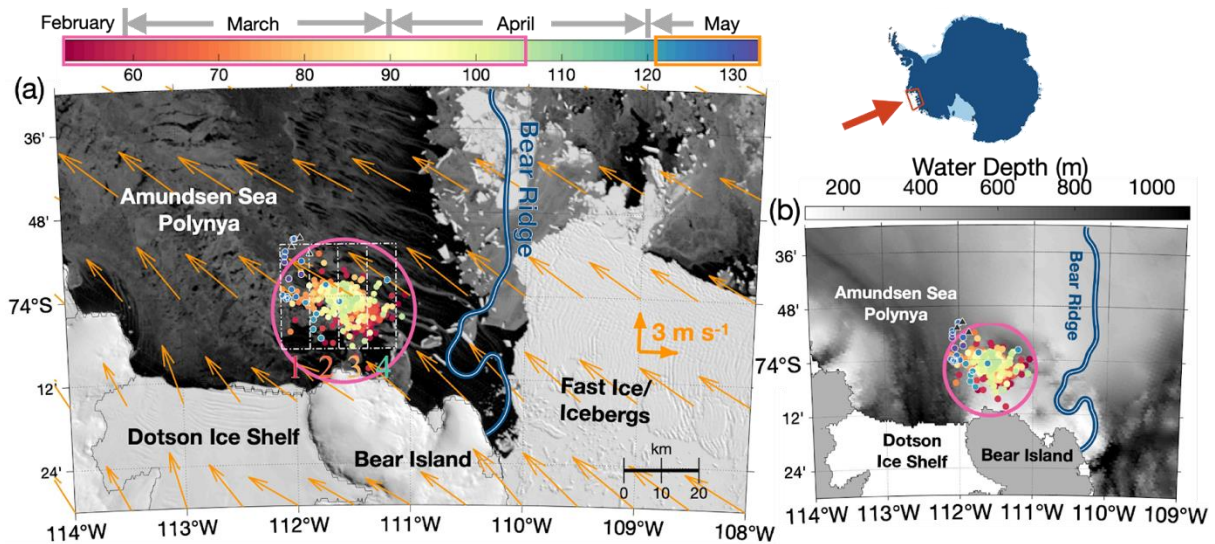 February March April May
60 70 80 90 100 110 120 130
(a)
36'
48'
74°S
12'
24'
Amundsen Sea
Polynya
Bear Ridge
1 2 3 4
3 m s⁻¹
Fast Ice/
Icebergs
Dotson Ice Shelf
Bear Island
km
0 10 20
114°W 113°W 112°W 111°W 110°W 109°W 108°W
Water Depth (m)
200 400 600 800 1000
(b)
36'
48'
74°S
12'
24'
Amundsen Sea
Polynya
Bear Ridge
Dotson
Ice Shelf
Bear Island
114°W 113°W 112°W 111°W 110°W 109°W